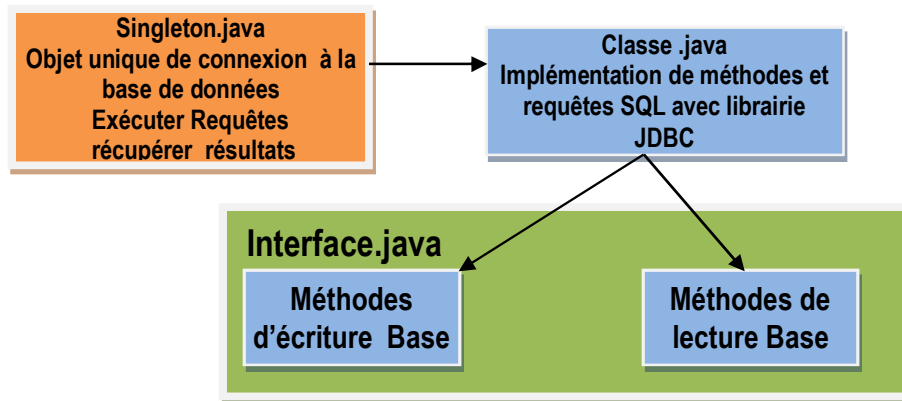 Singleton.java
Objet unique de connexion à la
base de données
Exécuter Requêtes
récupérer résultats
Classe .java
Implémentation de méthodes et
requêtes SQL avec librairie
JDBC
Interface.java
Méthodes
d’écriture Base
Méthodes de
lecture Base